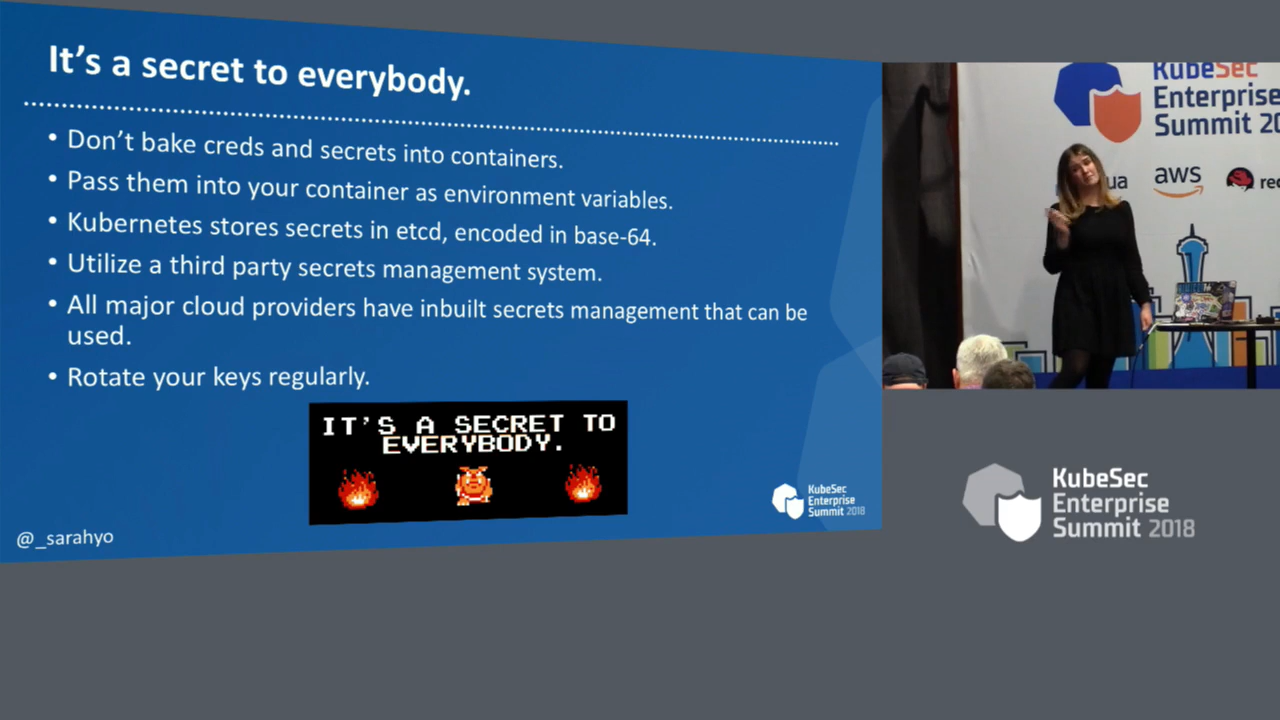 It's a secret to everybody.
• Don't bake creds and secrets into containers.
• Pass them into your container as environment variables.
• Kubernetes stores secrets in etcd, encoded in base-64.
• Utilize a third party secrets management system.
• All major cloud providers have inbuilt secrets management that can be
used.
• Rotate your keys regularly.
IT'S A SECRET TO
EVERYBODY.
KubeSec
Enterprise
Summit 2018
@_sarahyo
KubeSec
Enterprise
Summit 20
ua
aws
red
KubeSec
Enterprise
Summit 2018